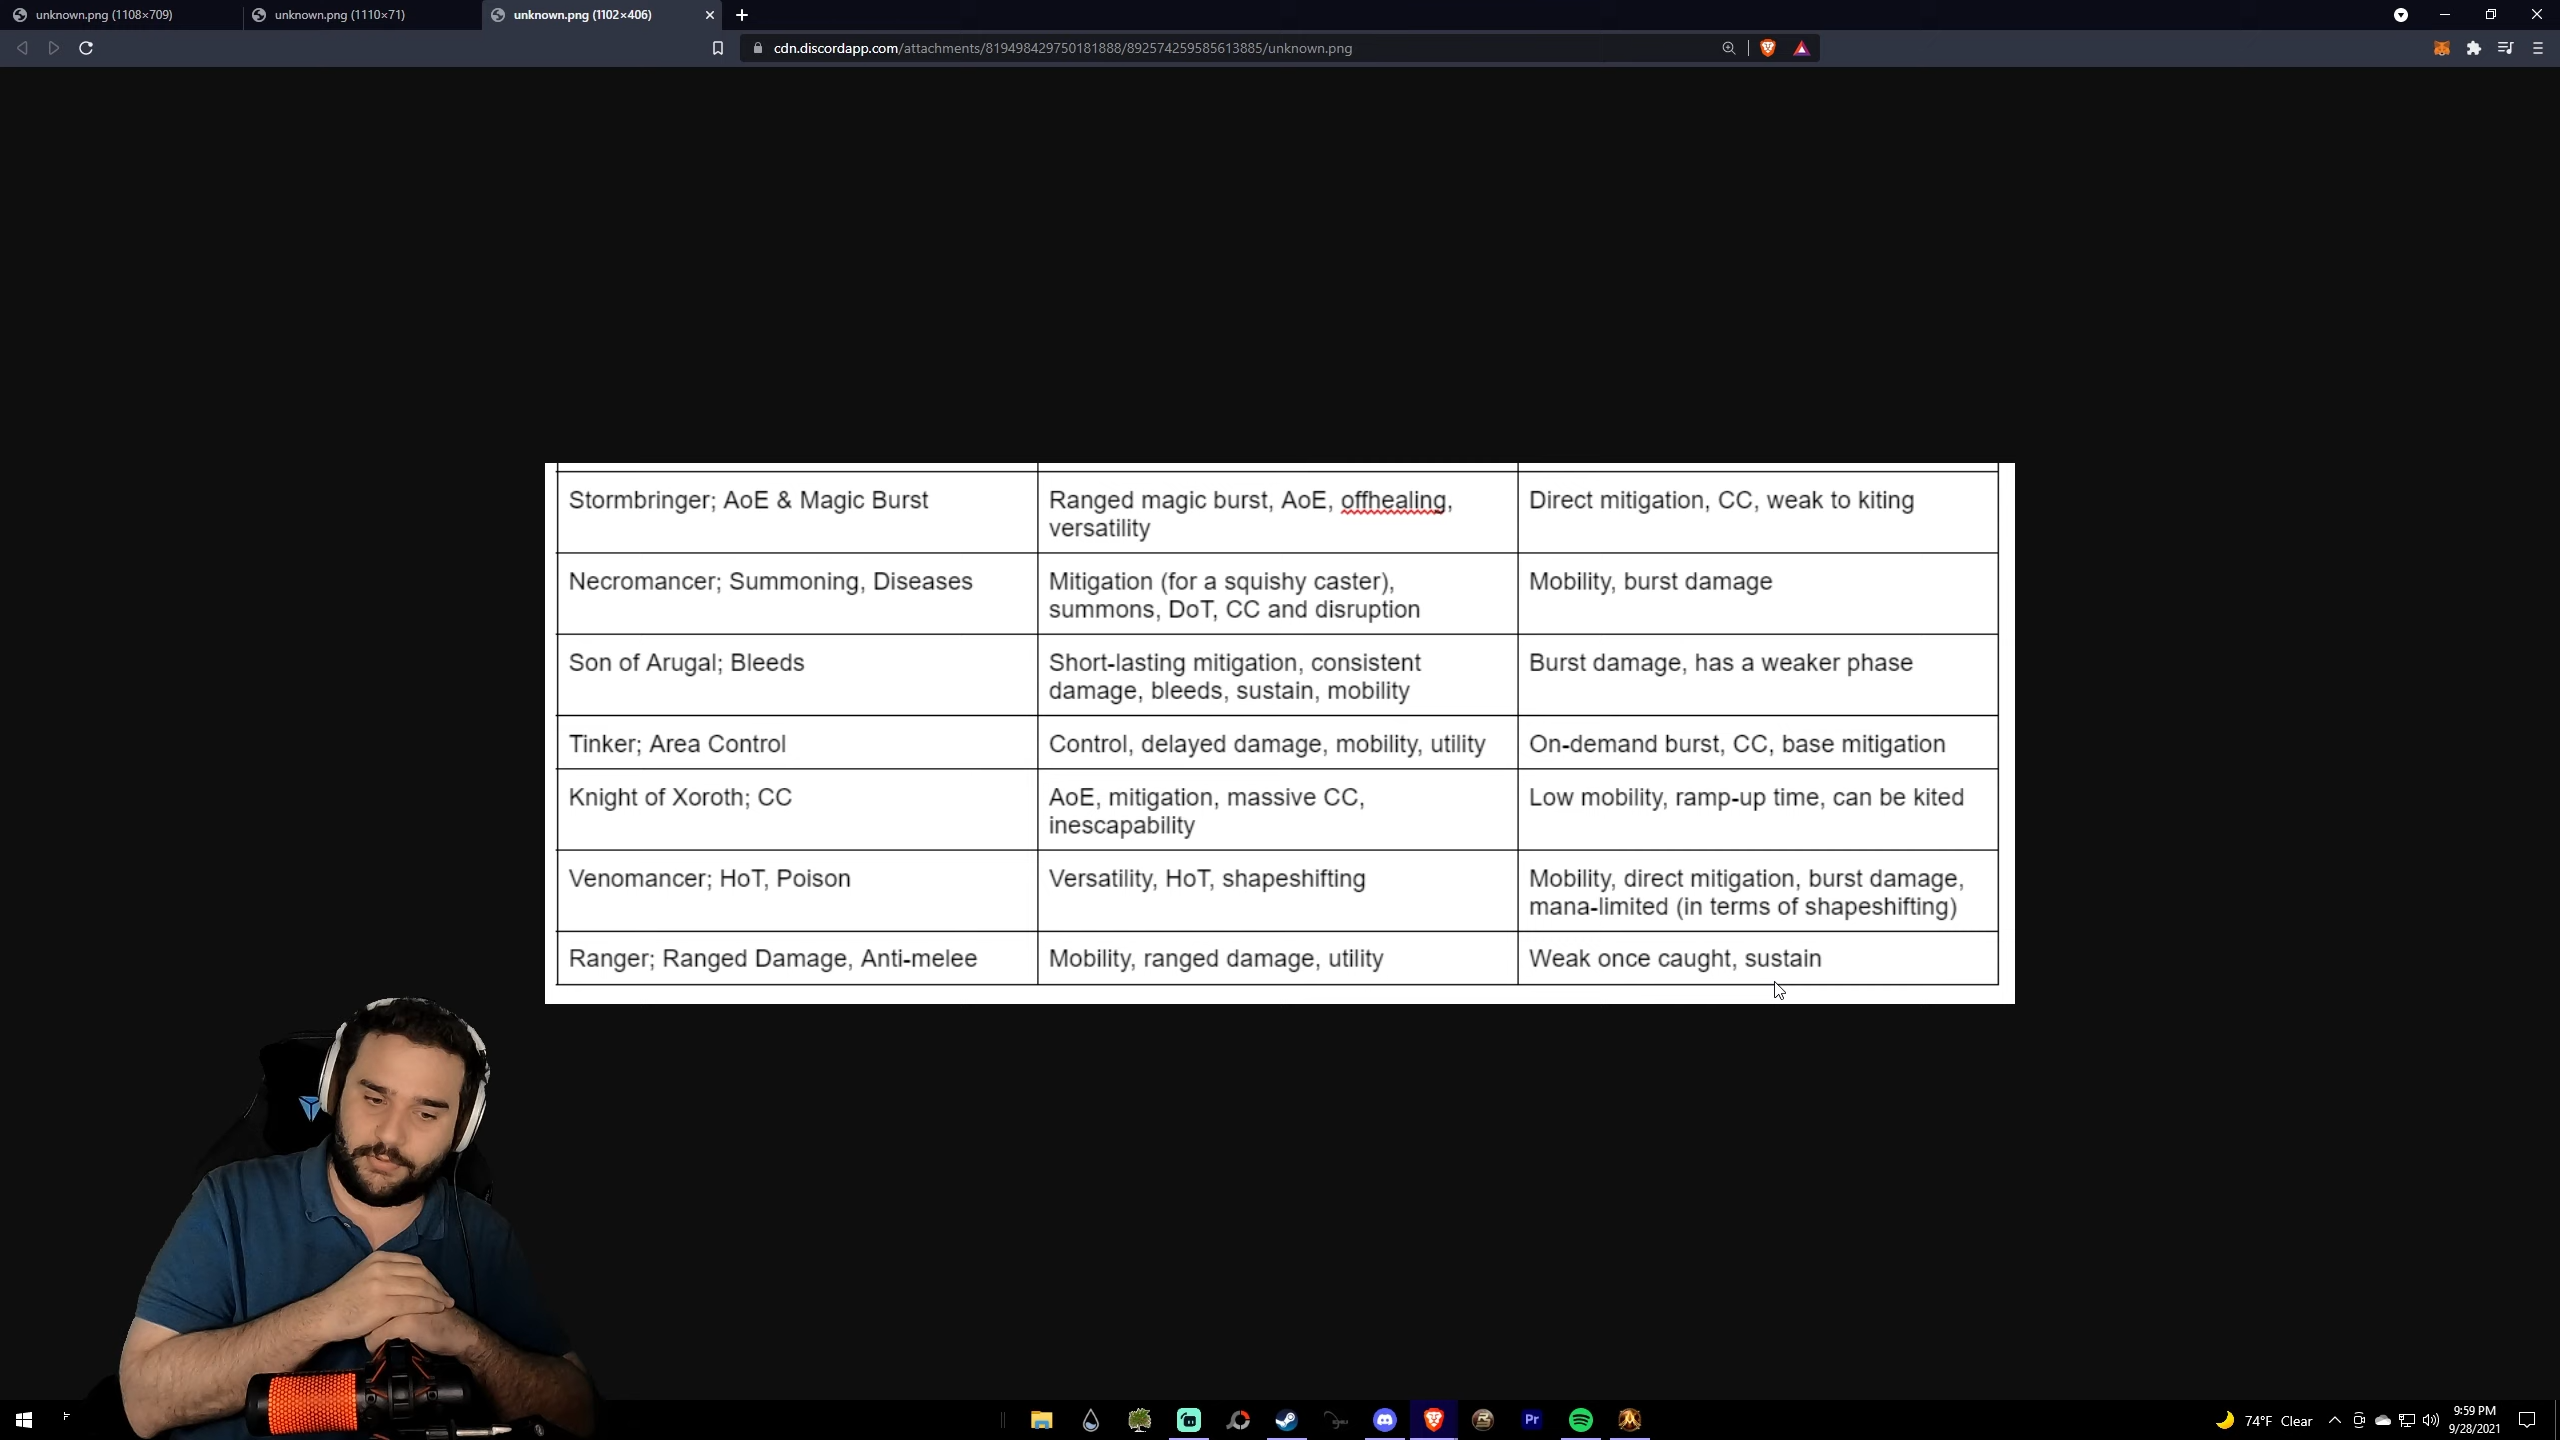 unknown.png (1108×709)
unknown.png (1110×71)
unknown.png (1102×406)
cdn.discordapp.com/attachments/819498429750181888/892574259585613885/unknown.png
Stormbringer; AoE & Magic Burst
Ranged magic burst, AoE, offhealing,
versatility
Direct mitigation, CC, weak to kiting
Necromancer; Summoning, Diseases
Mitigation (for a squishy caster),
summons, DoT, CC and disruption
Mobility, burst damage
Son of Arugal; Bleeds
Short-lasting mitigation, consistent
damage, bleeds, sustain, mobility
Burst damage, has a weaker phase
Tinker; Area Control
Control, delayed damage, mobility, utility
On-demand burst, CC, base mitigation
Knight of Xoroth; CC
AoE, mitigation, massive CC,
inescapability
Low mobility, ramp-up time, can be kited
Venomancer; HoT, Poison
Versatility, HoT, shapeshifting
Mobility, direct mitigation, burst damage,
mana-limited (in terms of shapeshifting)
Ranger; Ranged Damage, Anti-melee
Mobility, ranged damage, utility
Weak once caught, sustain
Pr
74°F Clear
9:59 PM
9/28/2021